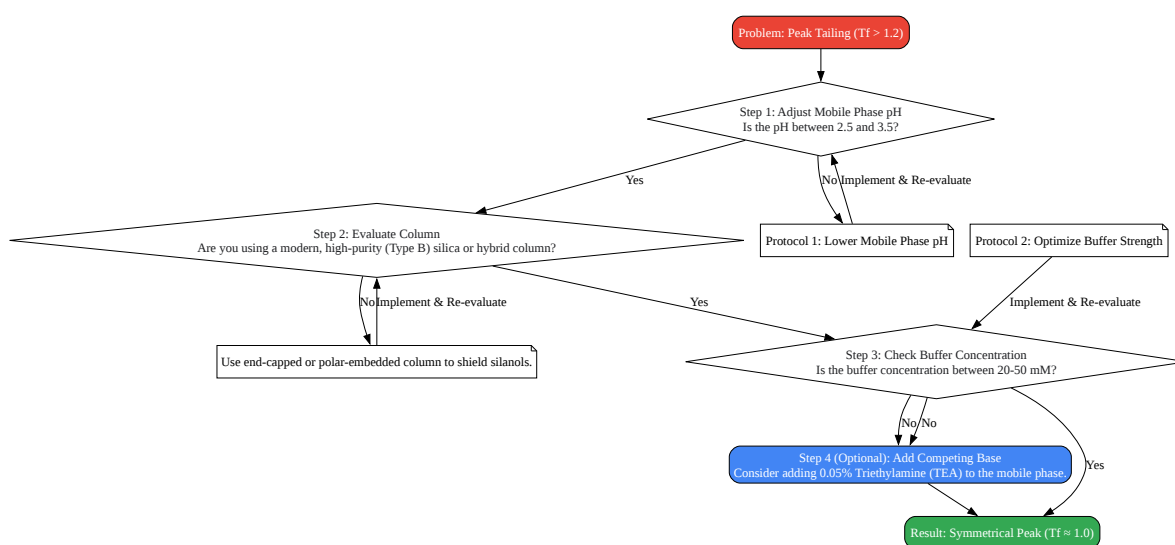 Problem: Peak Tailing (Tf > 1.2)
Step 1: Adjust Mobile Phase pH
Is the pH between 2.5 and 3.5?
Yes
No
Implement & Re-evaluate
Step 2: Evaluate Column
Are you using a modern, high-purity (Type B) silica or hybrid column?
Protocol 1: Lower Mobile Phase pH
Protocol 2: Optimize Buffer Strength
No
Implement & Re-evaluate
Yes
Implement & Re-evaluate
Use end-capped or polar-embedded column to shield silanols.
Step 3: Check Buffer Concentration
Is the buffer concentration between 20-50 mM?
No
No
Yes
Step 4 (Optional): Add Competing Base
Consider adding 0.05% Triethylamine (TEA) to the mobile phase.
Result: Symmetrical Peak (Tf ≈ 1.0)